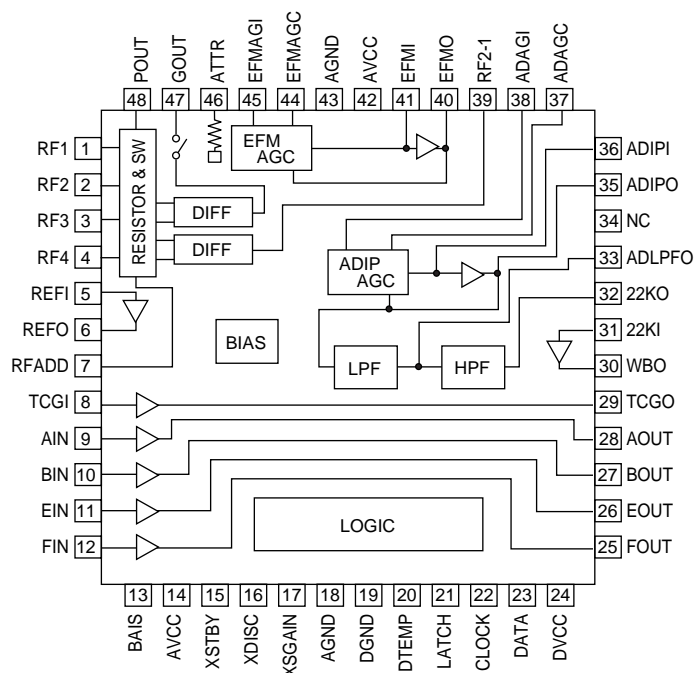 POUT
GOUT
ATTR
EFMAGI
EFMAGC
AGND
AVCC
EFMI
EFMO
RF2-1
ADAGI
ADAGC
48 47 46 45 44 43 42 41 40 39 38 37
RF1 1
RF2 2
RF3 3
RF4 4
REFI 5
REFO 6
RFADD 7
TCGI 8
AIN 9
BIN 10
EIN 11
FIN 12
RESISTOR & SW
EFM
AGC
DIFF
DIFF
ADIP
AGC
BIAS
LPF
HPF
LOGIC
36 ADIPI
35 ADIPO
34 NC
33 ADLPFO
32 22KO
31 22KI
30 WBO
29 TCGO
28 AOUT
27 BOUT
26 EOUT
25 FOUT
13 14 15 16 17 18 19 20 21 22 23 24
BAIS
AVCC
XSTBY
XDISC
XSGAIN
AGND
DGND
DTEMP
LATCH
CLOCK
DATA
DVCC